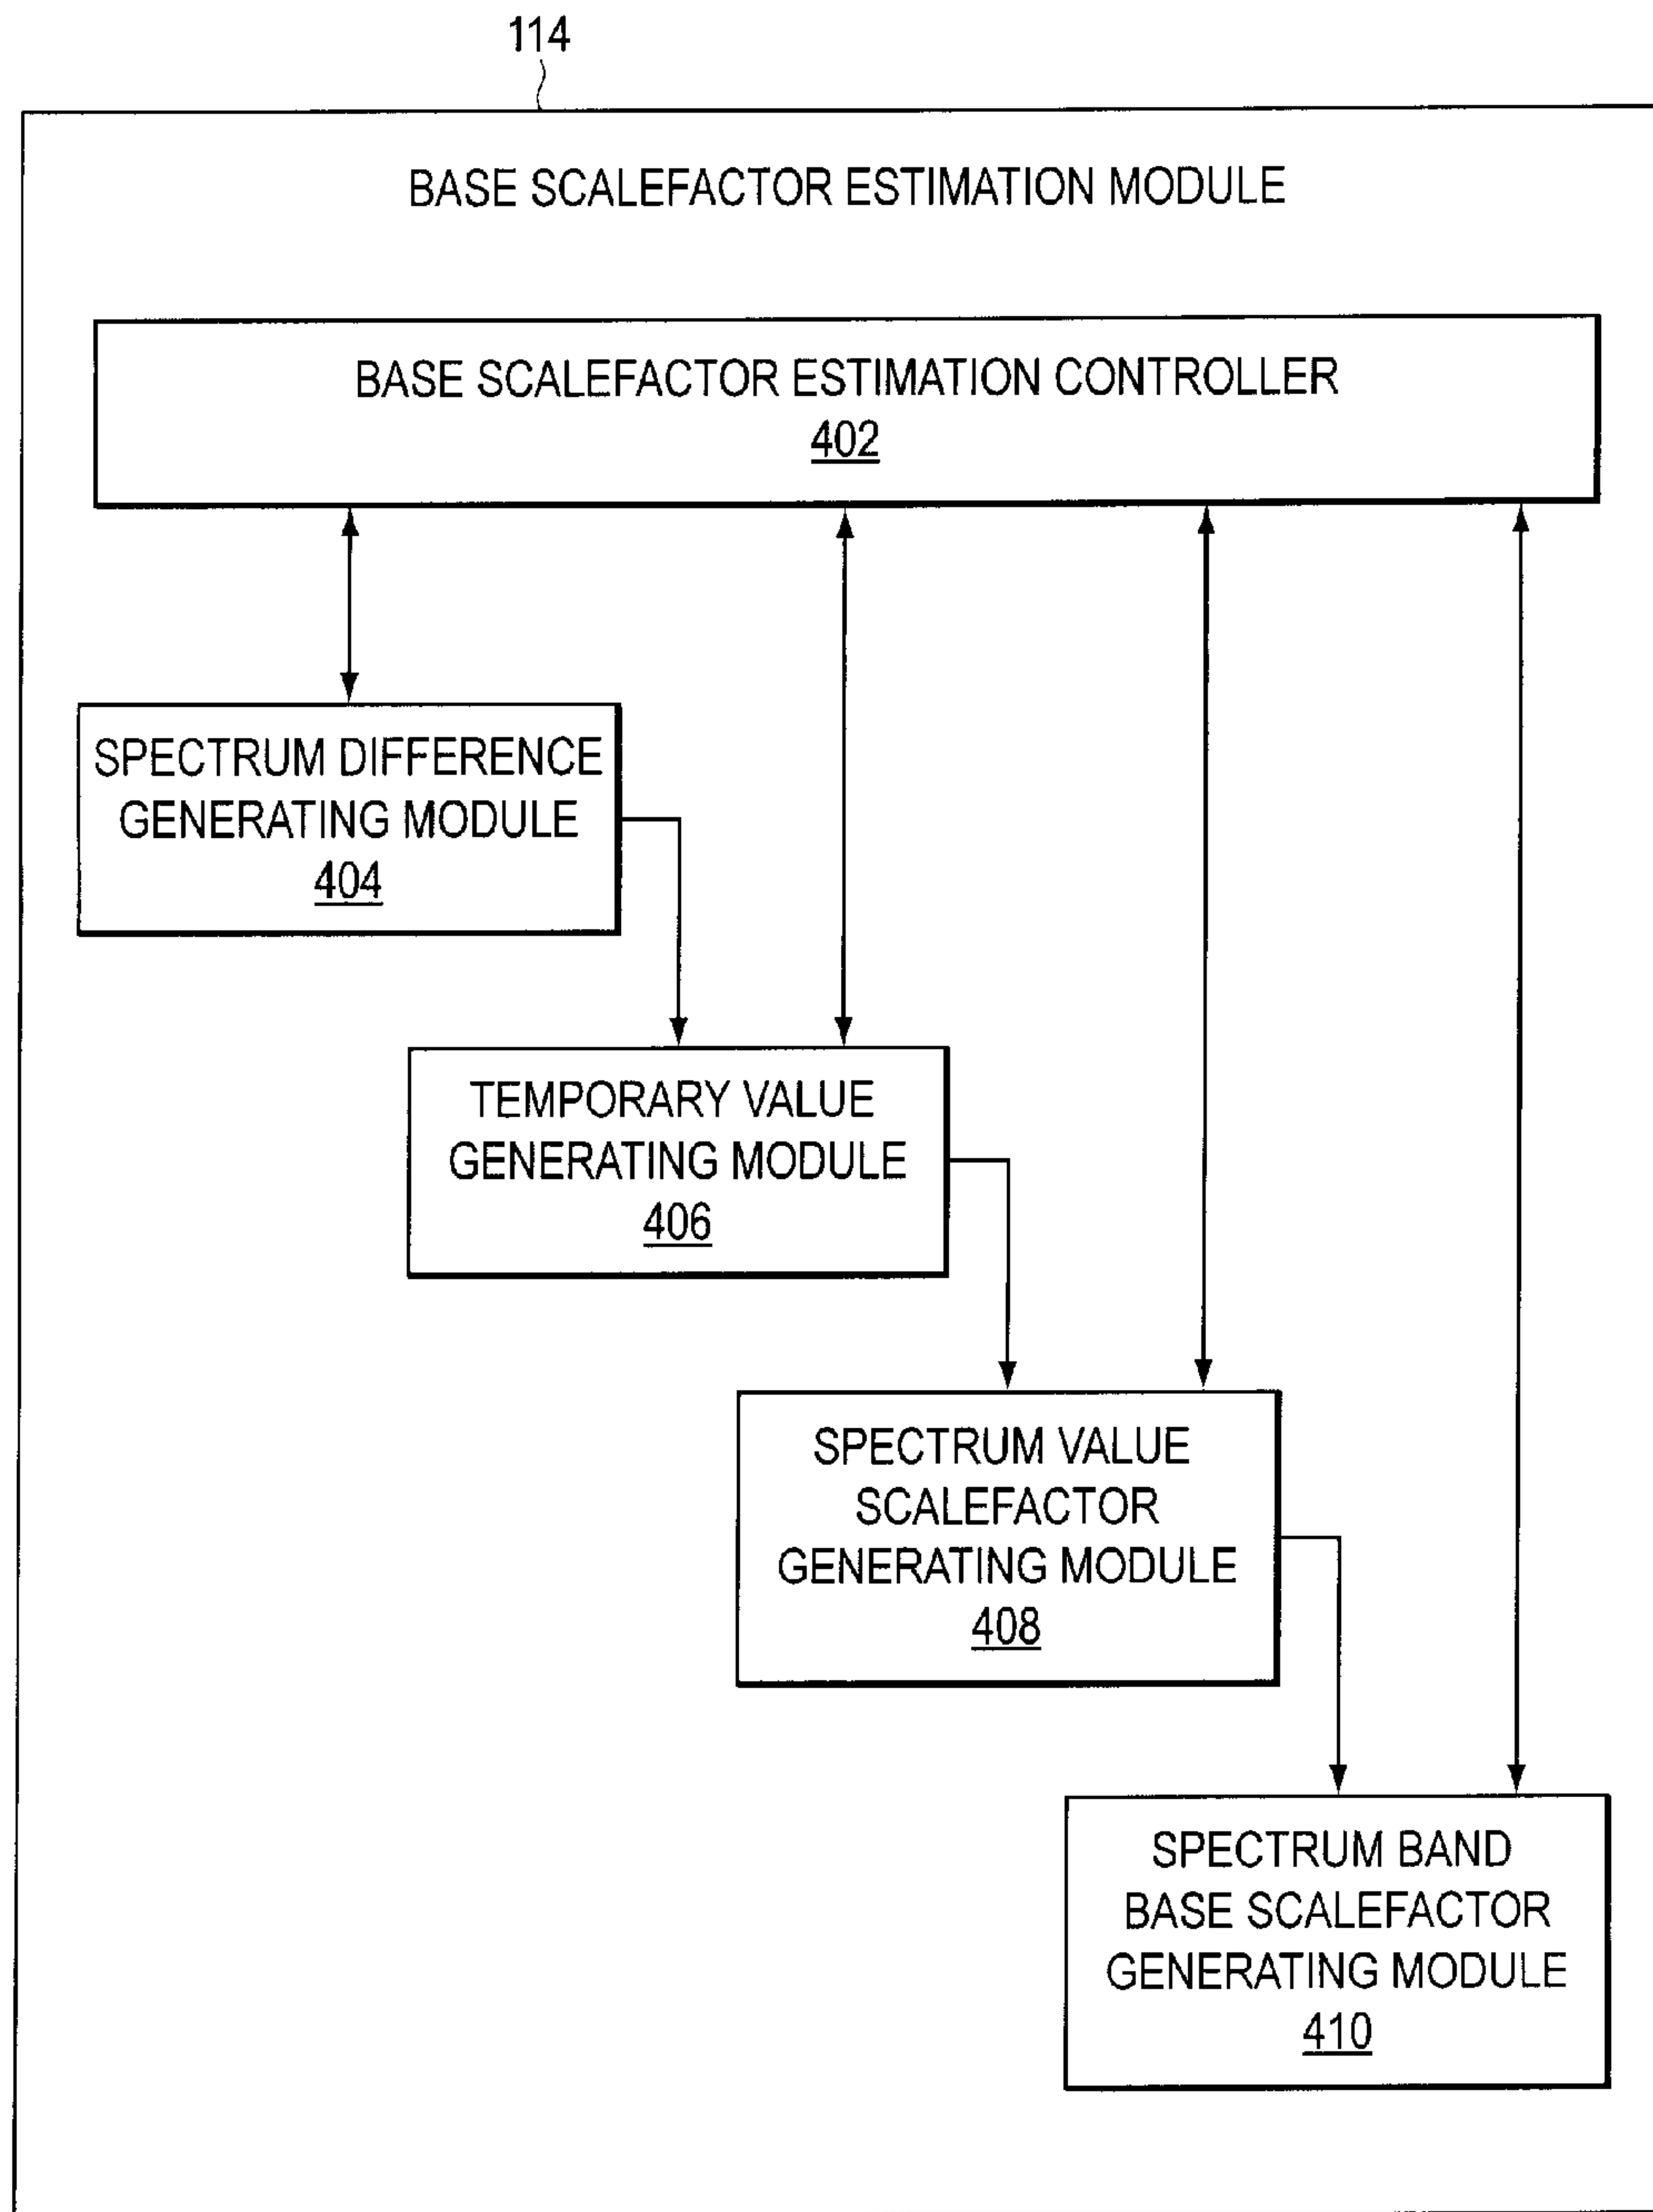 114
BASE SCALEFACTOR ESTIMATION MODULE
BASE SCALEFACTOR ESTIMATION CONTROLLER
402
SPECTRUM DIFFERENCE
GENERATING MODULE
404
TEMPORARY VALUE
GENERATING MODULE
406
SPECTRUM VALUE
SCALEFACTOR
GENERATING MODULE
408
SPECTRUM BAND
BASE SCALEFACTOR
GENERATING MODULE
410